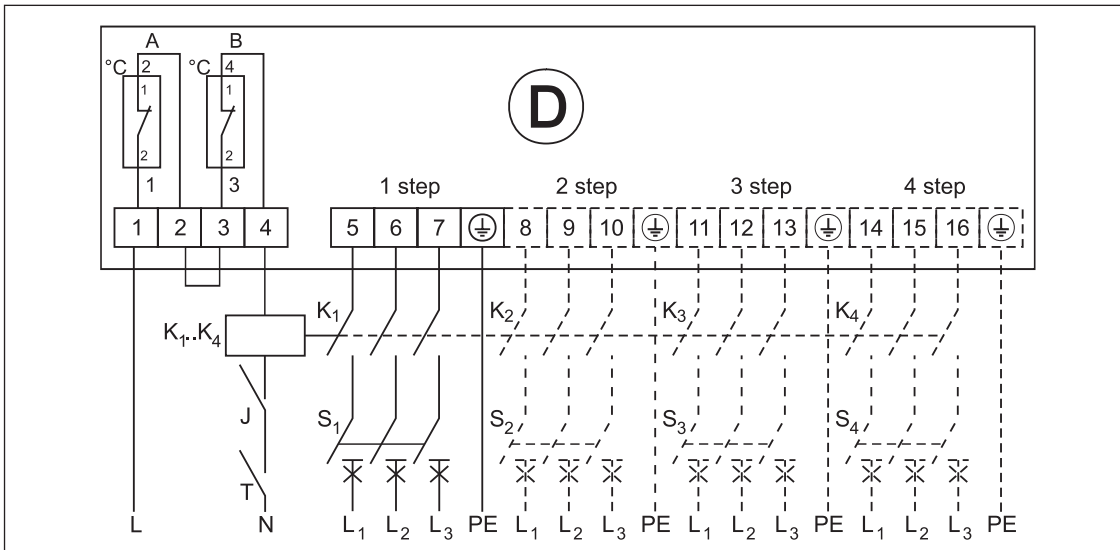 A B
°C 2 °C 4
1 1
D
2 2
1 3 1 step 2 step 3 step 4 step
1 2 3 4 5 6 7 8 9 10 11 12 13 14 15 16
K1 K2 K3 K4
K1..K4
J S1 S2 S3 S4
T
L N L1 L2 L3 PE L1 L2 L3 PE L1 L2 L3 PE L1 L2 L3 PE